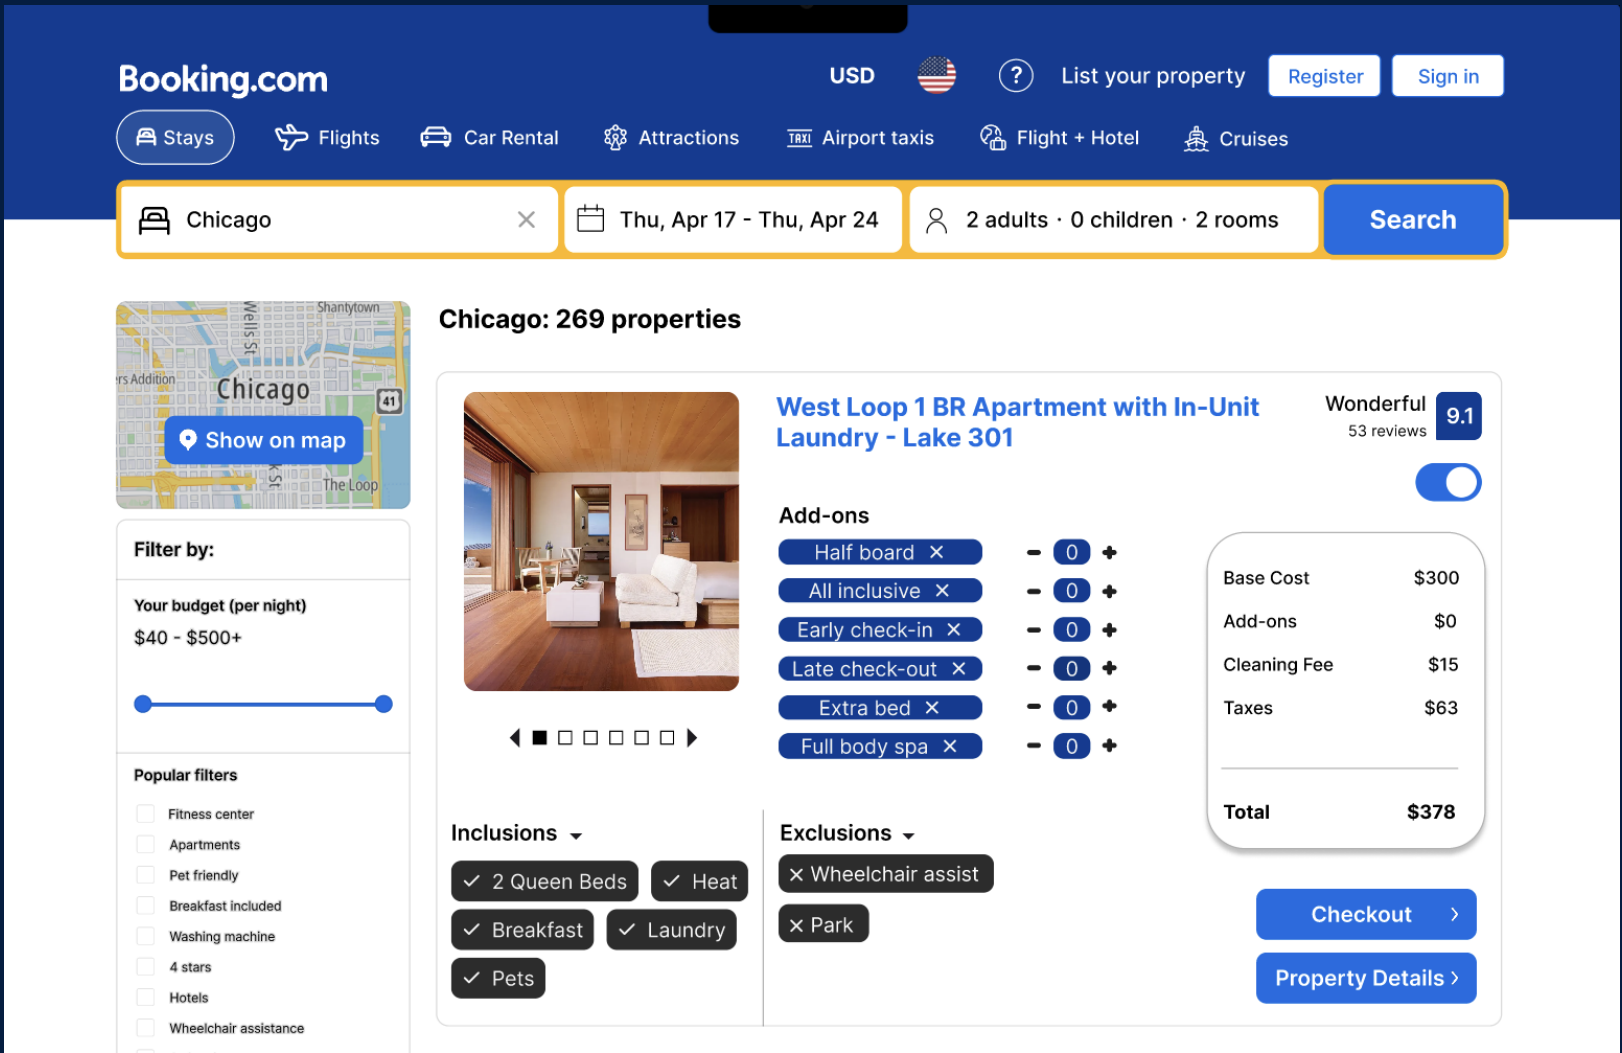 Booking.com
USD
?
List your property
Register
Sign in
Stays
Flights
Car Rental
Attractions
TAXI
Airport taxis
Flight + Hotel
Cruises
Chicago
Thu, Apr 17 - Thu, Apr 24
2 adults · 0 children · 2 rooms
Search
Shantytown
Wells St
ers Addition
Chicago
41
Show on map
k St
The Loop
Filter by:
Your budget (per night)
$40 - $500+
Popular filters
Fitness center
Apartments
Pet friendly
Breakfast included
Washing machine
4 stars
Hotels
Wheelchair assistance
Chicago: 269 properties
West Loop 1 BR Apartment with In-Unit
Laundry - Lake 301
Wonderful
53 reviews
9.1
Add-ons
Half board 0
All inclusive 0
Early check-in 0
Late check-out 0
Extra bed 0
Full body spa 0
Base Cost $300
Add-ons $0
Cleaning Fee $15
Taxes $63
Total $378
Inclusions
2 Queen Beds
Heat
Breakfast
Laundry
Pets
Exclusions
Wheelchair assist
Park
Checkout
Property Details